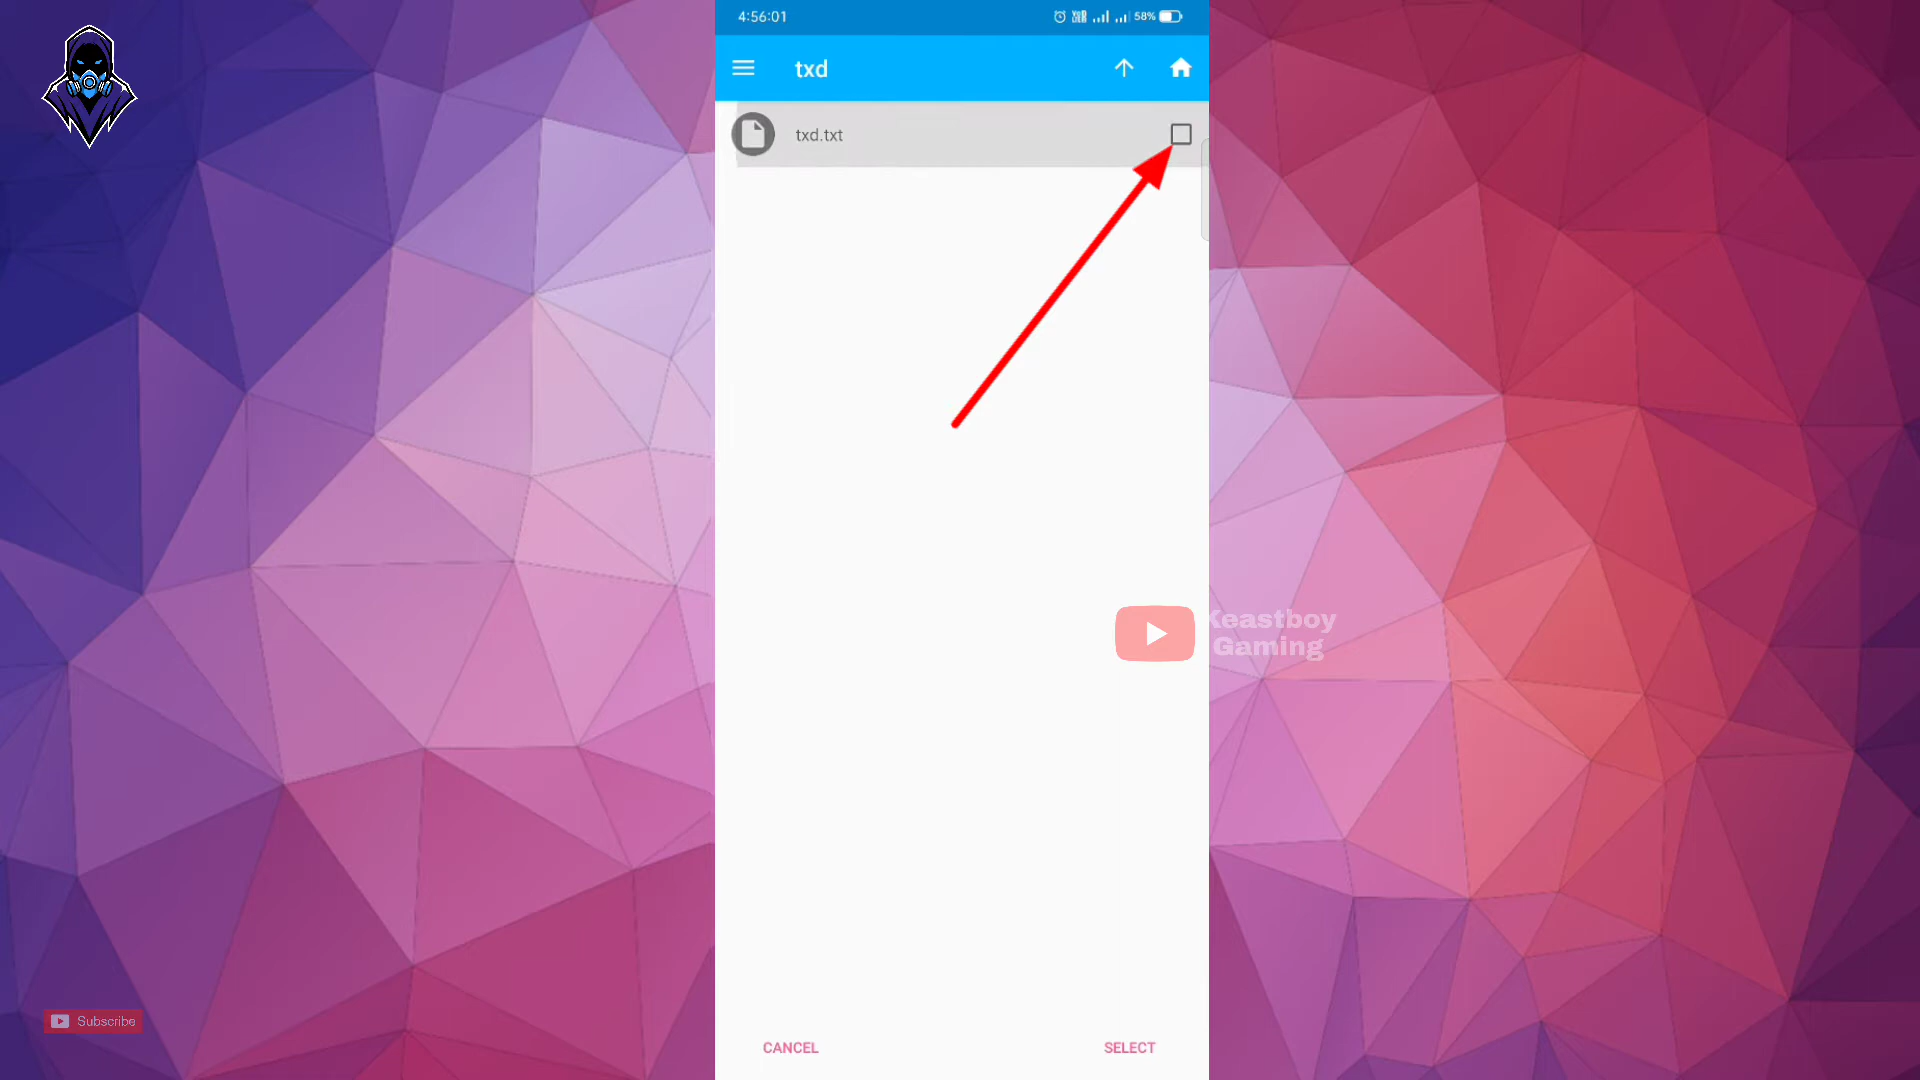 4:56:01
58%
txd
txd.txt
Keastboy
Gaming
Subscribe
CANCEL
SELECT